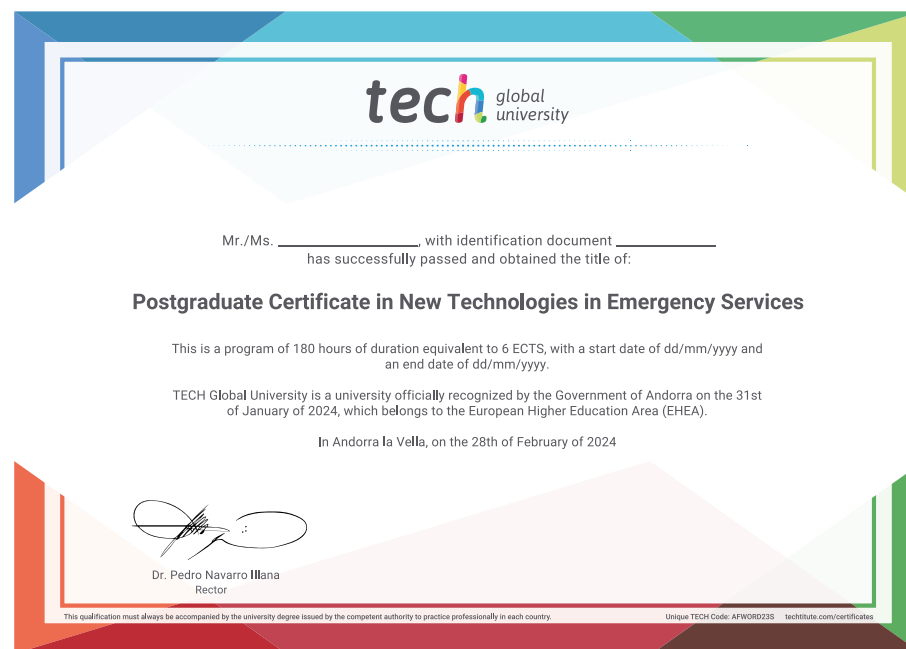 tech global
university
Mr./Ms. ____________, with identification document ____________
has successfully passed and obtained the title of:
Postgraduate Certificate in New Technologies in Emergency Services
This is a program of 180 hours of duration equivalent to 6 ECTS, with a start date of dd/mm/yyyy and
an end date of dd/mm/yyyy.
TECH Global University is a university officially recognized by the Government of Andorra on the 31st
of January of 2024, which belongs to the European Higher Education Area (EHEA).
In Andorra la Vella, on the 28th of February of 2024
Dr. Pedro Navarro Illana
Rector
This qualification must always be accompanied by the university degree issued by the competent authority to practice professionally in each country. Unique TECH Code: AFWORD23S techtitute.com/certificates